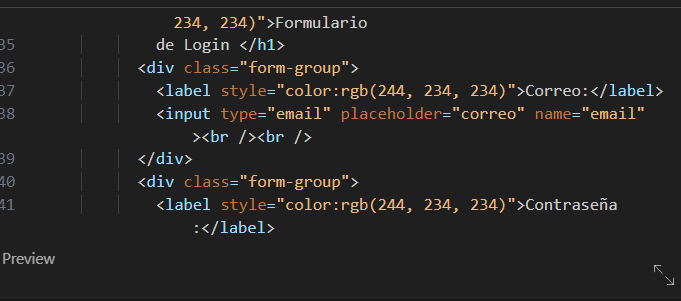 234, 234)">Formulario
35 de Login </h1>
36 <div class="form-group">
37 <label style="color:rgb(244, 234, 234)">Correo:</label>
38 <input type="email" placeholder="correo" name="email"
><br /><br />
39 </div>
40 <div class="form-group">
41 <label style="color:rgb(244, 234, 234)">Contraseña
:</label>
Preview